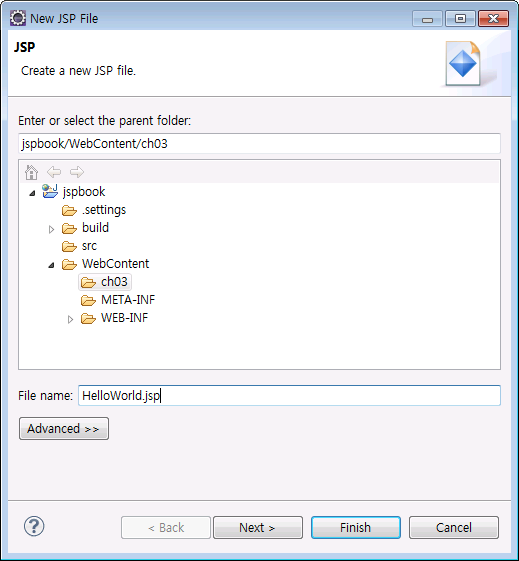 New JSP File
JSP
Create a new JSP file.
Enter or select the parent folder:
jspbook/WebContent/ch03
jspbook
.settings
build
src
WebContent
ch03
META-INF
WEB-INF
File name: HelloWorld.jsp
Advanced >>
? < Back Next > Finish Cancel